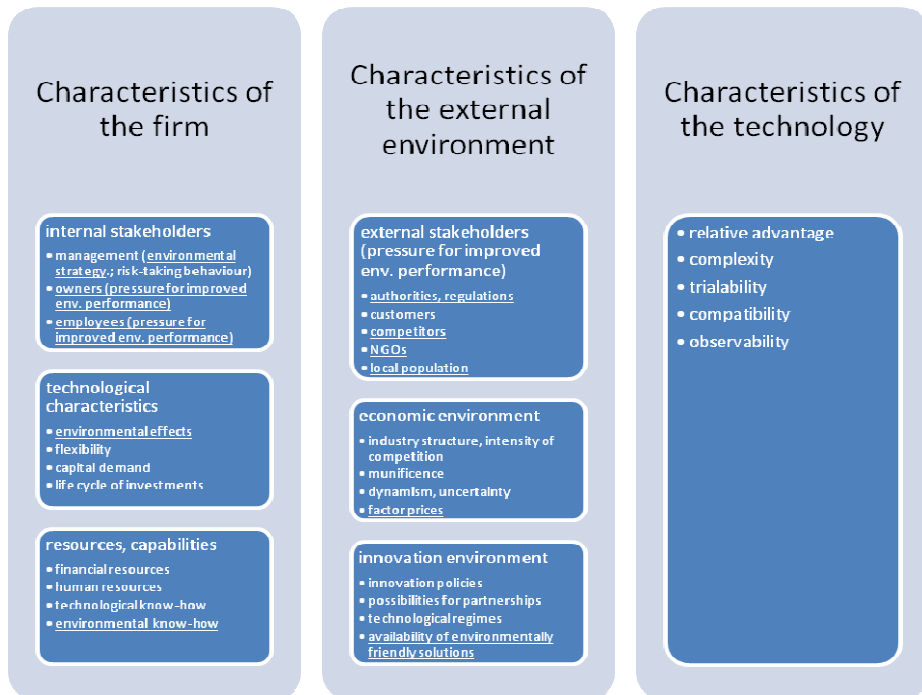 Characteristics of
the firm
internal stakeholders
• management (environmental
strategy.; risk-taking behaviour)
• owners (pressure for improved
env. performance)
• employees (pressure for
improved env. performance)
technological
characteristics
• environmental effects
• flexibility
• capital demand
• life cycle of investments
resources, capabilities
• financial resources
• human resources
• technological know-how
• environmental know-how
Characteristics of
the external
environment
external stakeholders
(pressure for improved
env. performance)
• authorities, regulations
• customers
• competitors
• NGOs
• local population
economic environment
• industry structure, intensity of
competition
• munificence
• dynamism, uncertainty
• factor prices
innovation environment
• innovation policies
• possibilities for partnerships
• technological regimes
• availability of environmentally
friendly solutions
Characteristics of
the technology
• relative advantage
• complexity
• trialability
• compatibility
• observability